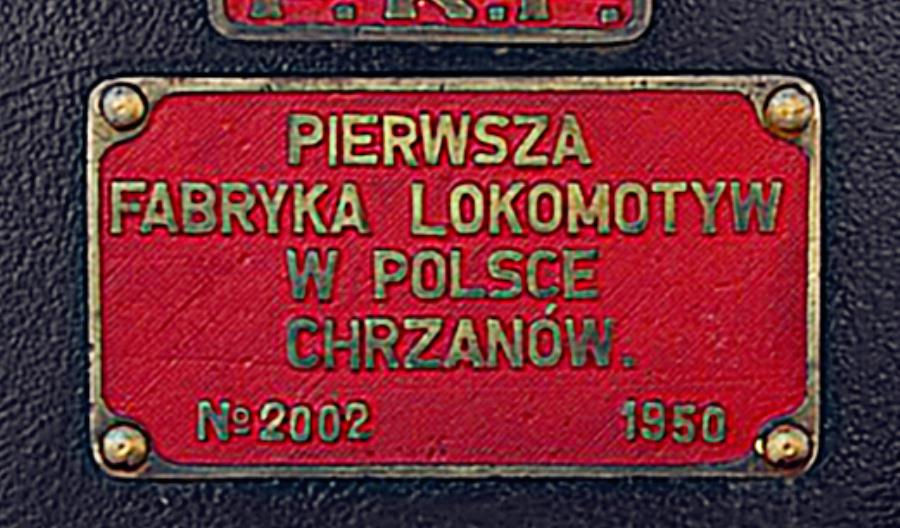 P.K.P.
PIERWSZA
FABRYKA LOKOMOTYW
W POLSCE
CHRZANÓW.
Nº 2002 1950